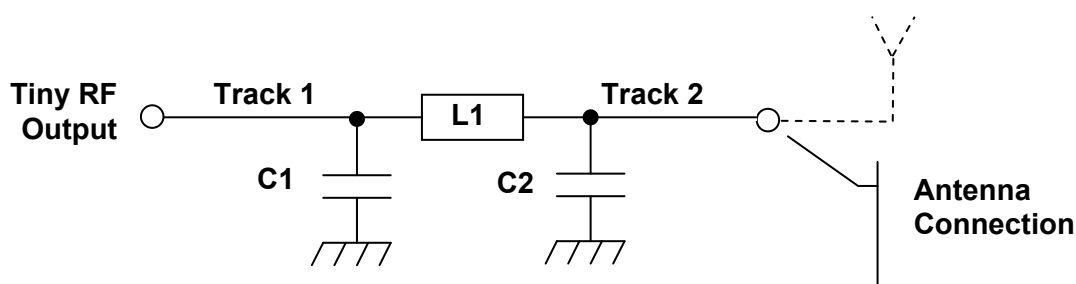 Tiny RF
Output
Track 1
L1
Track 2
C1
C2
Antenna
Connection